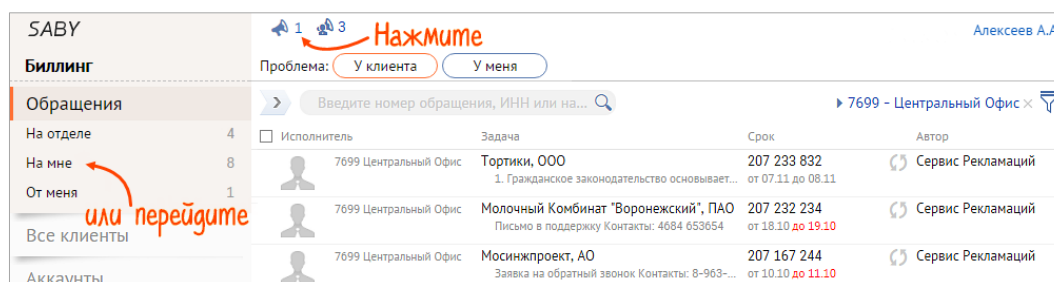 SABY
1 3 Нажмите
Алексеев А.А
Биллинг
Проблема: У клиента У меня
Обращения
Введите номер обращения, ИНН или на...
7699 - Центральный Офис ×
На отделе 4
На мне 8
От меня 1
или перейдите
Все клиенты
Аккаунты
Исполнитель Задача Срок Автор
7699 Центральный Офис Тортики, ООО 207 233 832 Сервис Рекламаций
1. Гражданское законодательство основывает... от 07.11 до 08.11
7699 Центральный Офис Молочный Комбинат "Воронежский", ПАО 207 232 234 Сервис Рекламаций
Письмо в поддержку Контакты: 4684 653654 от 18.10 до 19.10
7699 Центральный Офис Мосинжпроект, АО 207 167 244 Сервис Рекламаций
Заявка на обратный звонок Контакты: 8-963-... от 10.10 до 11.10